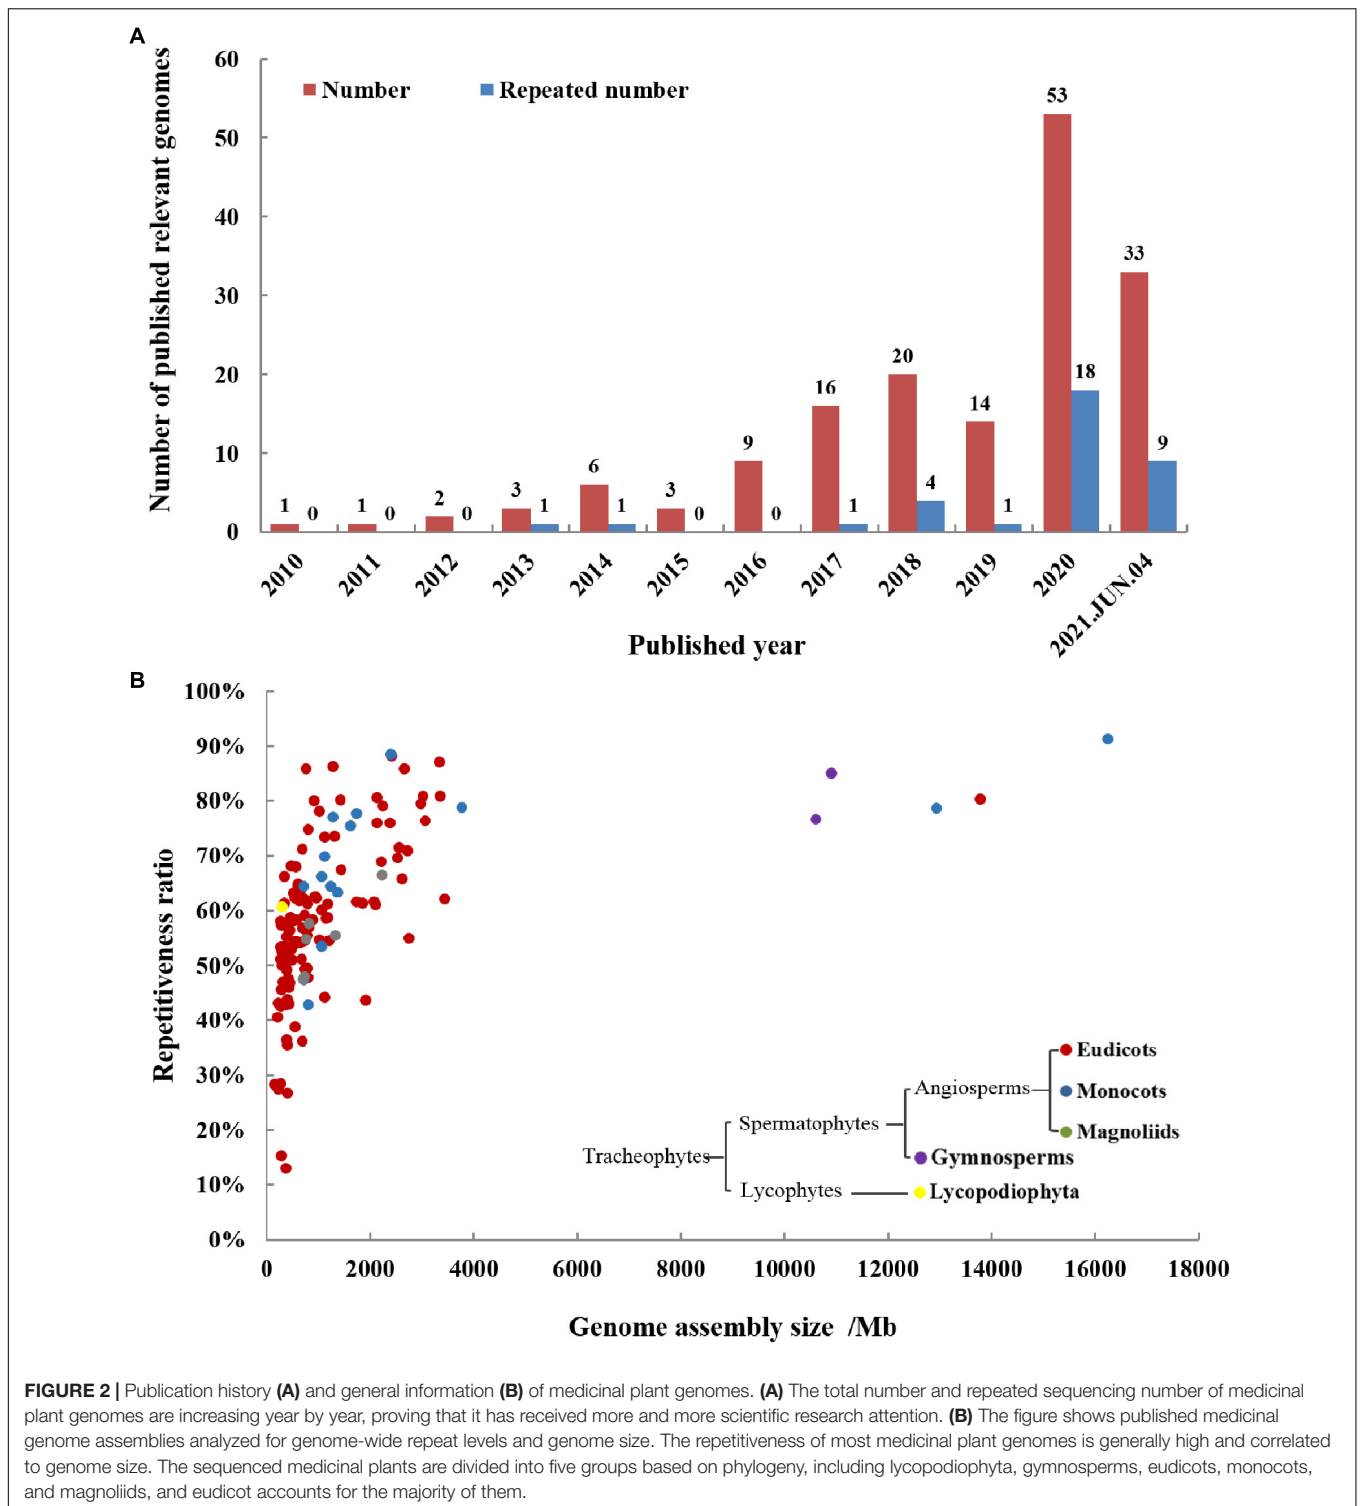 A
Number of published relevant genomes
60
50
40
30
20
10
0
Number
Repeated number
1 0
1 0
2 0
3 1
6 1
3 0
9 0
16 1
20 4
14 1
53 18
33 9
2010
2011
2012
2013
2014
2015
2016
2017
2018
2019
2020
2021.JUN.04
Published year
B
Repetitiveness ratio
100%
90%
80%
70%
60%
50%
40%
30%
20%
10%
0%
Tracheophytes
Spermatophytes
Lycophytes
Angiosperms
Eudicots
Monocots
Magnoliids
Gymnosperms
Lycopodiophyta
0 2000 4000 6000 8000 10000 12000 14000 16000 18000
Genome assembly size /Mb
FIGURE 2 | Publication history (A) and general information (B) of medicinal plant genomes. (A) The total number and repeated sequencing number of medicinal
plant genomes are increasing year by year, proving that it has received more and more scientific research attention. (B) The figure shows published medicinal
genome assemblies analyzed for genome-wide repeat levels and genome size. The repetitiveness of most medicinal plant genomes is generally high and correlated
to genome size. The sequenced medicinal plants are divided into five groups based on phylogeny, including lycopodiophyta, gymnosperms, eudicots, monocots,
and magnoliids, and eudicot accounts for the majority of them.